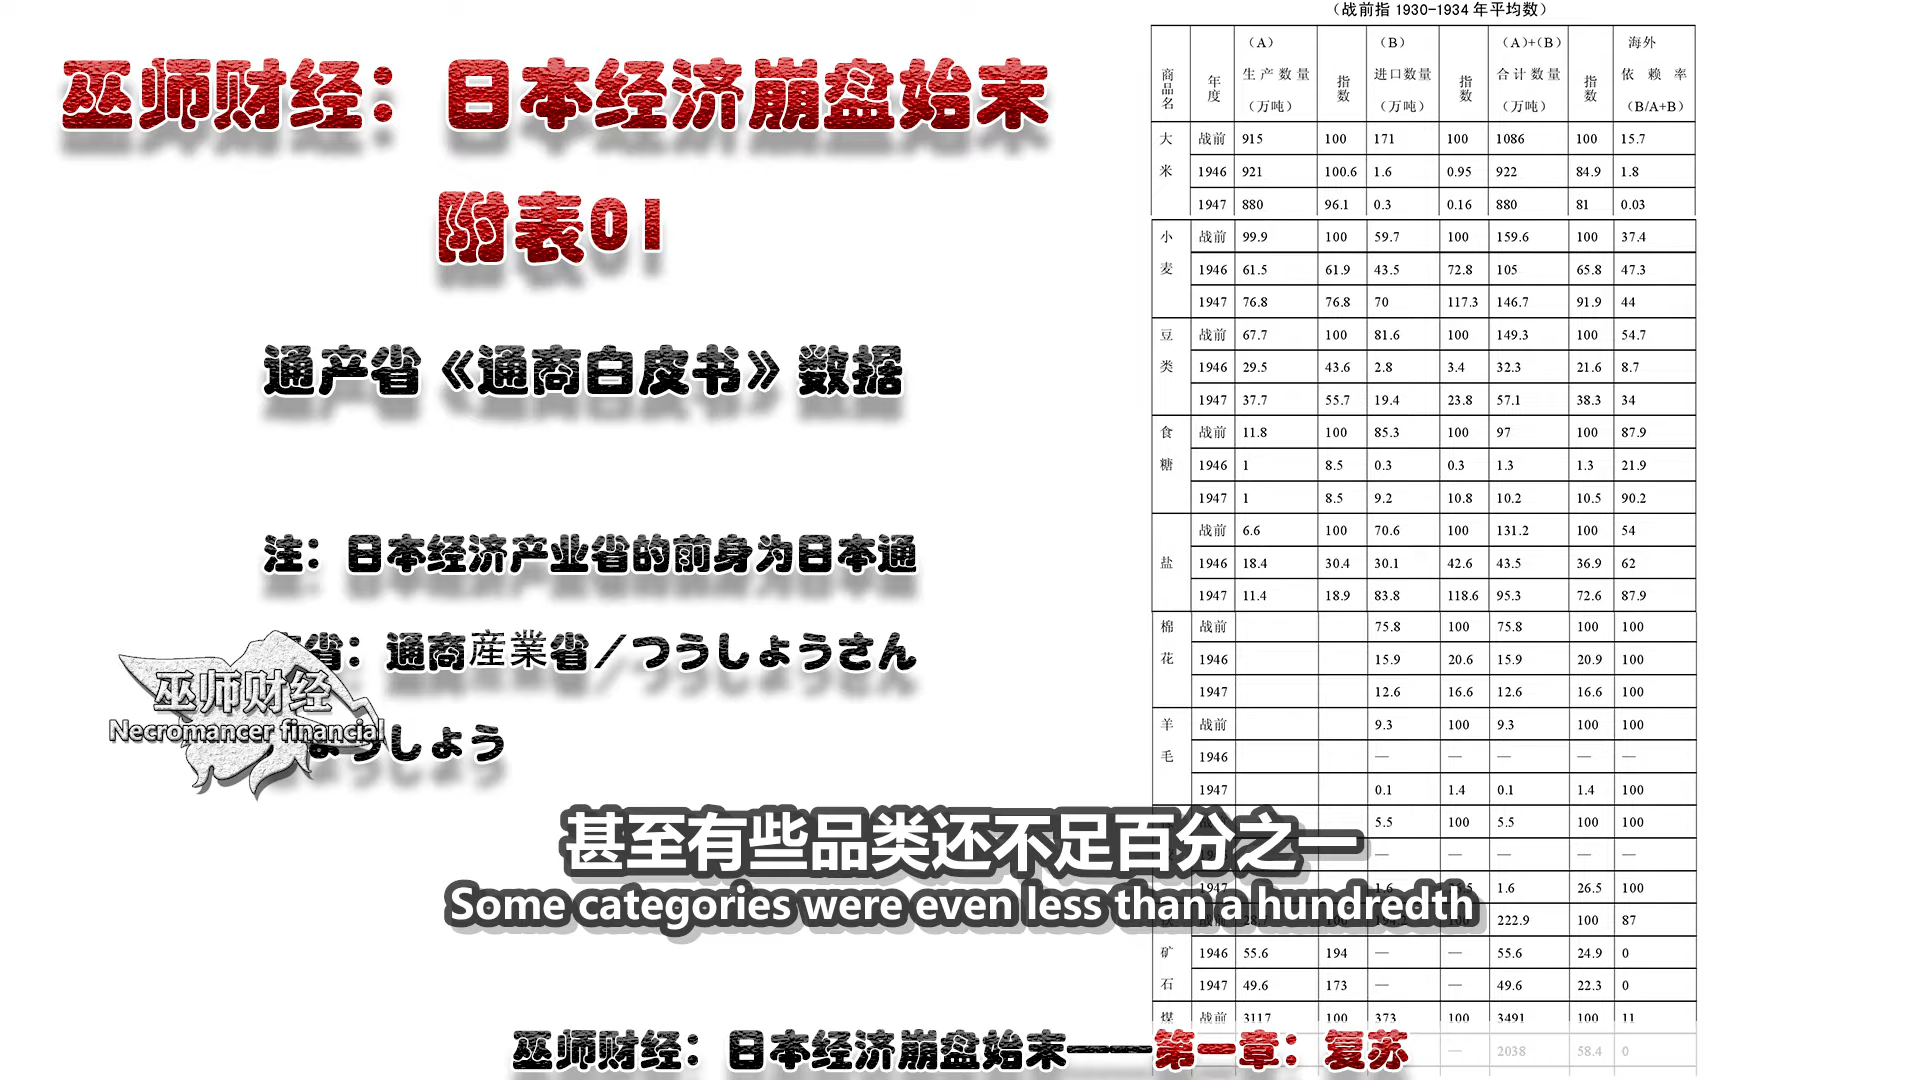 巫师财经：日本经济崩盘始末
附表01
通产省《通商白皮书》数据
注：日本经济产业省的前身为日本通
省：通商産業省／つうしょうさん
ょうしょう
巫师财经
Necromancer financial
（战前指 1930-1934 年平均数）
商品名 年度 （A）生产数量（万吨） 指数 （B）进口数量（万吨） 指数 （A)+(B）合计数量（万吨） 指数 海外依赖率（B/A+B）
大米 战前 915 100 171 100 1086 100 15.7
1946 921 100.6 1.6 0.95 922 84.9 1.8
1947 880 96.1 0.3 0.16 880 81 0.03
小麦 战前 99.9 100 59.7 100 159.6 100 37.4
1946 61.5 61.9 43.5 72.8 105 65.8 47.3
1947 76.8 76.8 70 117.3 146.7 91.9 44
豆类 战前 67.7 100 81.6 100 149.3 100 54.7
1946 29.5 43.6 2.8 3.4 32.3 21.6 8.7
1947 37.7 55.7 19.4 23.8 57.1 38.3 34
食糖 战前 11.8 100 85.3 100 97 100 87.9
1946 1 8.5 0.3 0.3 1.3 1.3 21.9
1947 1 8.5 9.2 10.8 10.2 10.5 90.2
盐 战前 6.6 100 70.6 100 131.2 100 54
1946 18.4 30.4 30.1 42.6 43.5 36.9 62
1947 11.4 18.9 83.8 118.6 95.3 72.6 87.9
棉花 战前 75.8 100 75.8 100 100
1946 15.9 20.6 15.9 20.9 100
1947 12.6 16.6 12.6 16.6 100
羊毛 战前 9.3 100 9.3 100 100
1946 — — — — —
1947 0.1 1.4 0.1 1.4 100
5.5 100 5.5 100 100
— — — — —
1947 1.6 1.6 26.5 100
战前 100 100 222.9 100 87
矿石 1946 55.6 194 — — 55.6 24.9 0
1947 49.6 173 — — 49.6 22.3 0
煤 战前 3117 100 373 100 3491 100 11
— 2038 58.4 0
甚至有些品类还不足百分之一
Some categories were even less than a hundredth
巫师财经：日本经济崩盘始末——第一章：复苏